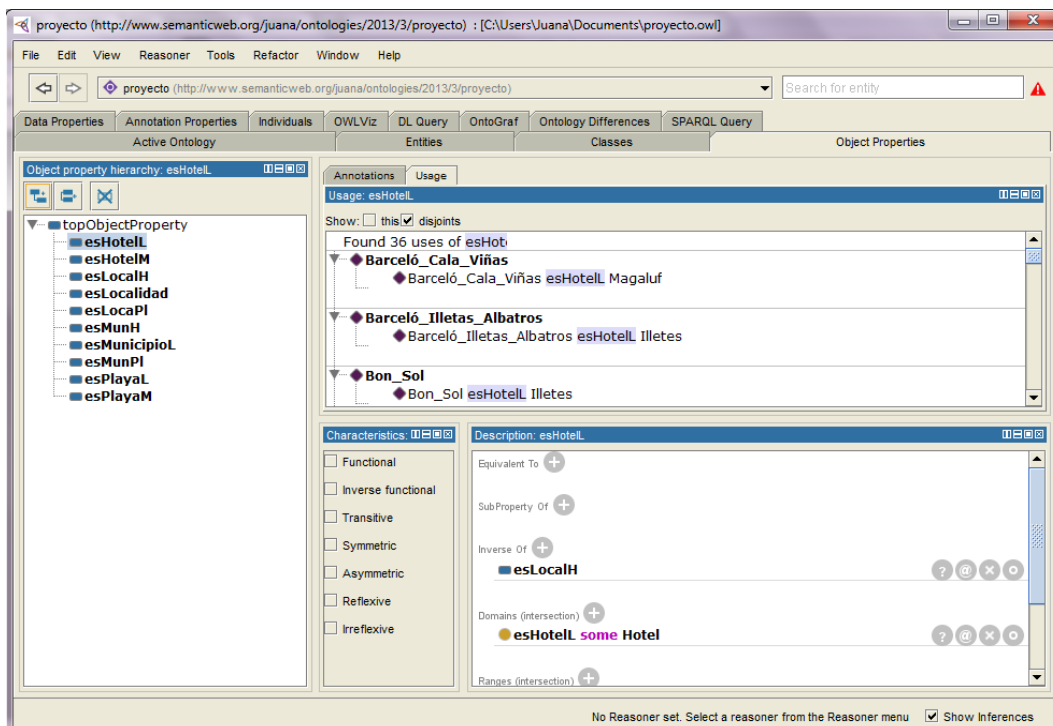 proyecto (http://www.semanticweb.org/juana/ontologies/2013/3/proyecto) : [C:\Users\Juana\Documents\proyecto.owl]
File Edit View Reasoner Tools Refactor Window Help
proyecto (http://www.semanticweb.org/juana/ontologies/2013/3/proyecto)
Search for entity
Data Properties Annotation Properties Individuals OWLViz DL Query OntoGraf Ontology Differences SPARQL Query
Active Ontology Entities Classes Object Properties
Object property hierarchy: esHotelL
topObjectProperty
esHotelL
esHotelM
esLocalH
esLocalidad
esLocaPl
esMunH
esMunicipioL
esMunPl
esPlayaL
esPlayaM
Annotations Usage
Usage: esHotelL
Show: this disjoints
Found 36 uses of esHot
Barceló_Cala_Viñas
Barceló_Cala_Viñas esHotelL Magaluf
Barceló_Illetas_Albatros
Barceló_Illetas_Albatros esHotelL Illetes
Bon_Sol
Bon_Sol esHotelL Illetes
Characteristics:
Functional
Inverse functional
Transitive
Symmetric
Asymmetric
Reflexive
Irreflexive
Description: esHotelL
Equivalent To
SubProperty Of
Inverse Of
esLocalH
Domains (intersection)
esHotelL some Hotel
Ranges (intersection)
No Reasoner set. Select a reasoner from the Reasoner menu Show Inferences